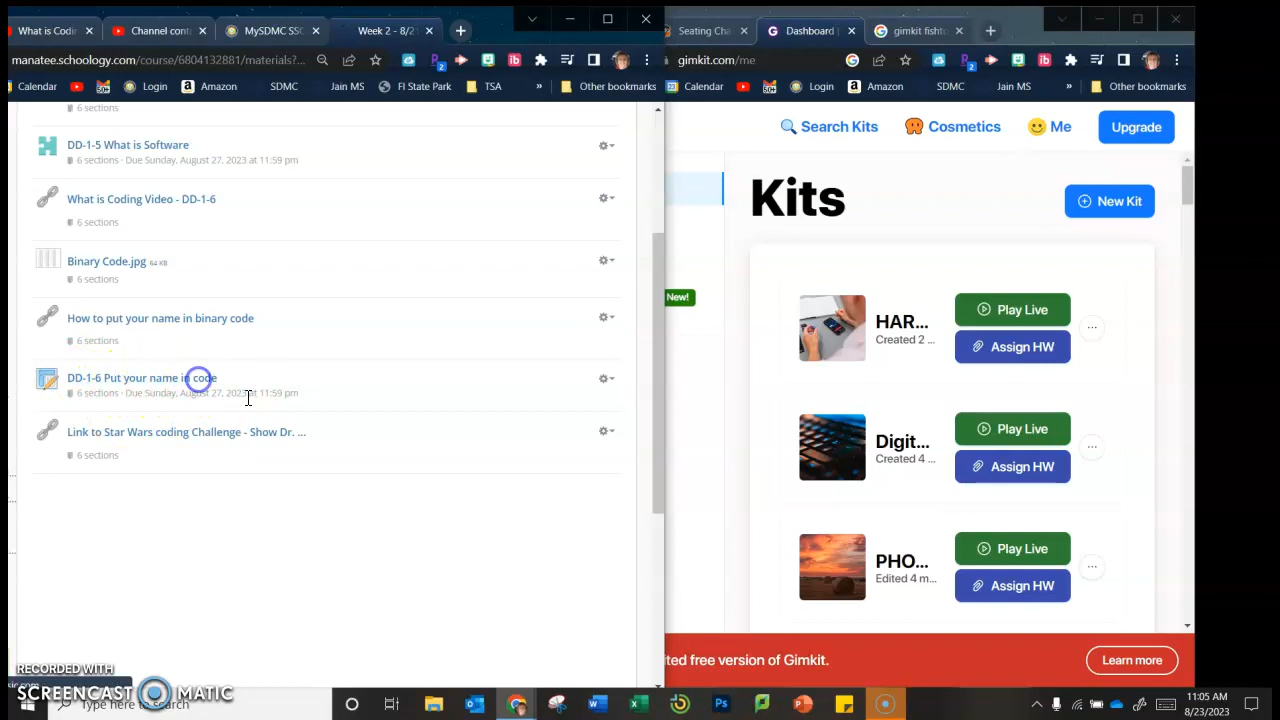 What is Codin
Channel cont
MySDMC SSC
Week 2 - 8/21
Seating Cha
Dashboard |
gimkit fishto
manatee.schoology.com/course/6804132881/materials?...
gimkit.com/me
Calendar
Login
Amazon
SDMC
Jain MS
Fl State Park
TSA
»
Other bookmarks
Calendar
Login
Amazon
SDMC
Jain MS
»
Other bookmarks
6 sections
DD-1-5 What is Software
6 sections · Due Sunday, August 27, 2023 at 11:59 pm
What is Coding Video - DD-1-6
6 sections
Binary Code.jpg 64 KB
6 sections
How to put your name in binary code
6 sections
DD-1-6 Put your name in code
6 sections · Due Sunday, August 27, 2023 at 11:59 pm
Link to Star Wars coding Challenge - Show Dr. ...
6 sections
Search Kits
Cosmetics
Me
Upgrade
Kits
New Kit
New!
HAR...
Created 2 ...
Play Live
Assign HW
Digit...
Created 4 ...
Play Live
Assign HW
PHO...
Edited 4 m...
Play Live
Assign HW
ited free version of Gimkit.
Learn more
RECORDED WITH
SCREENCAST MATIC
Type here to search
11:05 AM
8/23/2023